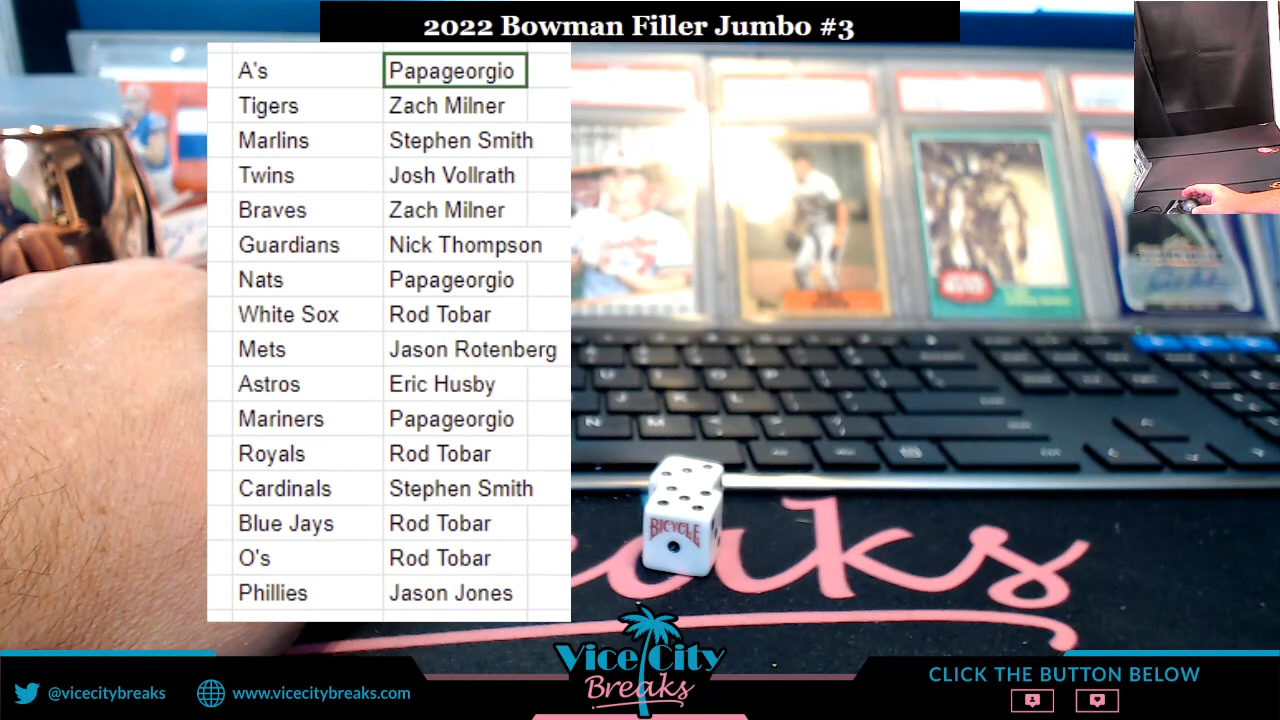 2022 Bowman Filler Jumbo #3
A's Papageorgio
Tigers Zach Milner
Marlins Stephen Smith
Twins Josh Vollrath
Braves Zach Milner
Guardians Nick Thompson
Nats Papageorgio
White Sox Rod Tobar
Mets Jason Rotenberg
Astros Eric Husby
Mariners Papageorgio
Royals Rod Tobar
Cardinals Stephen Smith
Blue Jays Rod Tobar
O's Rod Tobar
Phillies Jason Jones
BICYCLE
Vice City
Breaks
@vicecitybreaks
www.vicecitybreaks.com
CLICK THE BUTTON BELOW